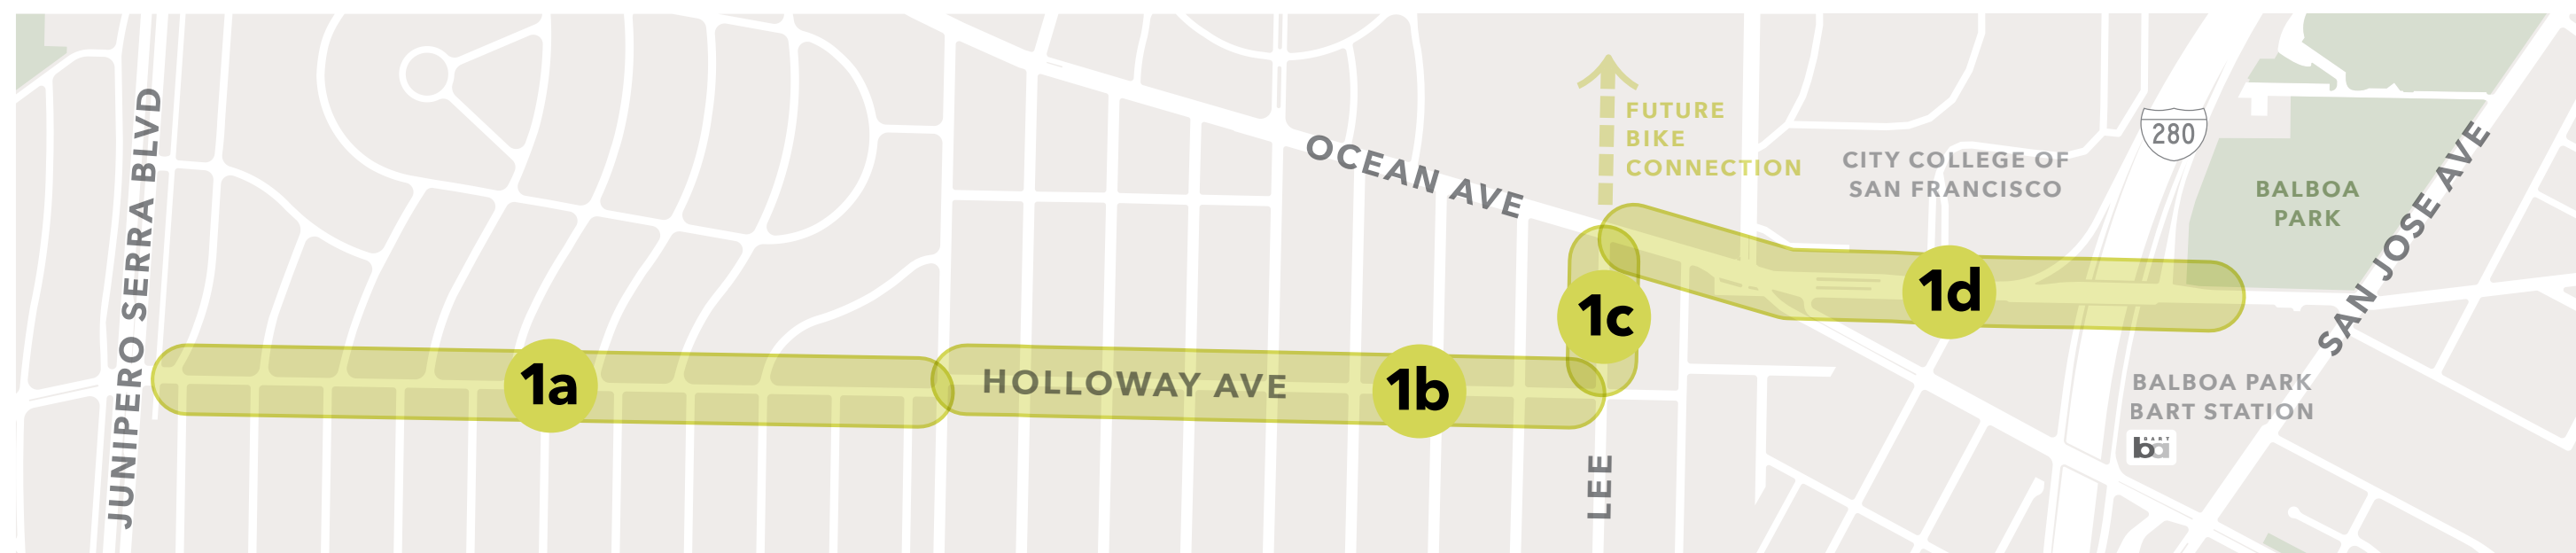 JUNIPERO SERRA BLVD
1a
HOLLOWAY AVE
1b
OCEAN AVE
FUTURE
BIKE
CONNECTION
1c
LEE
CITY COLLEGE OF
SAN FRANCISCO
1d
280
BALBOA
PARK
SAN JOSE AVE
BALBOA PARK
BART STATION
BART
ba